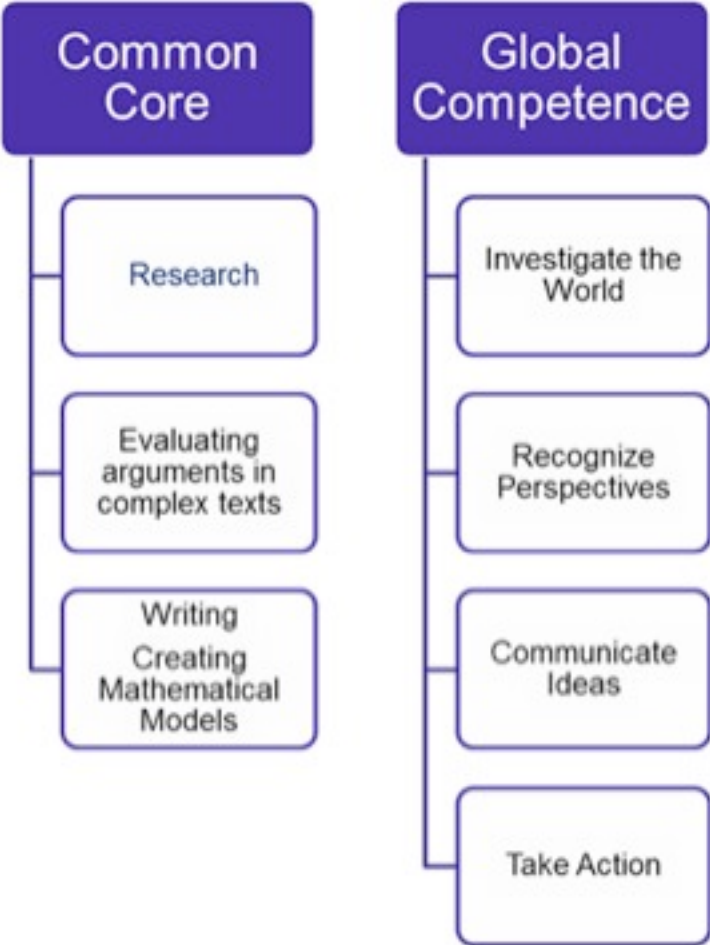 Common
Core
Research
Evaluating
arguments in
complex texts
Writing
Creating
Mathematical
Models
Global
Competence
Investigate the
World
Recognize
Perspectives
Communicate
Ideas
Take Action